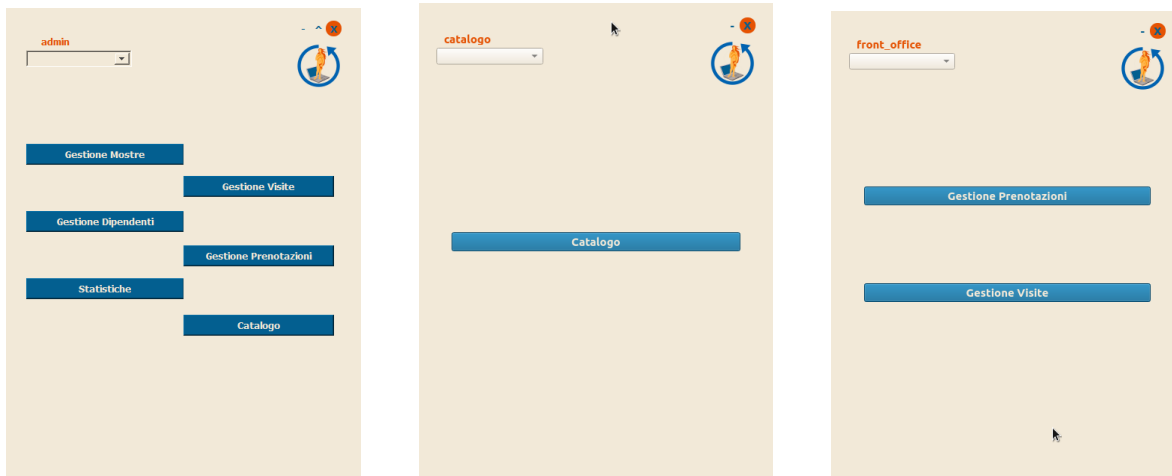 admin
- ^ X
Gestione Mostre
Gestione Visite
Gestione Dipendenti
Gestione Prenotazioni
Statistiche
Catalogo
catalogo
- X
Catalogo
front_office
- X
Gestione Prenotazioni
Gestione Visite